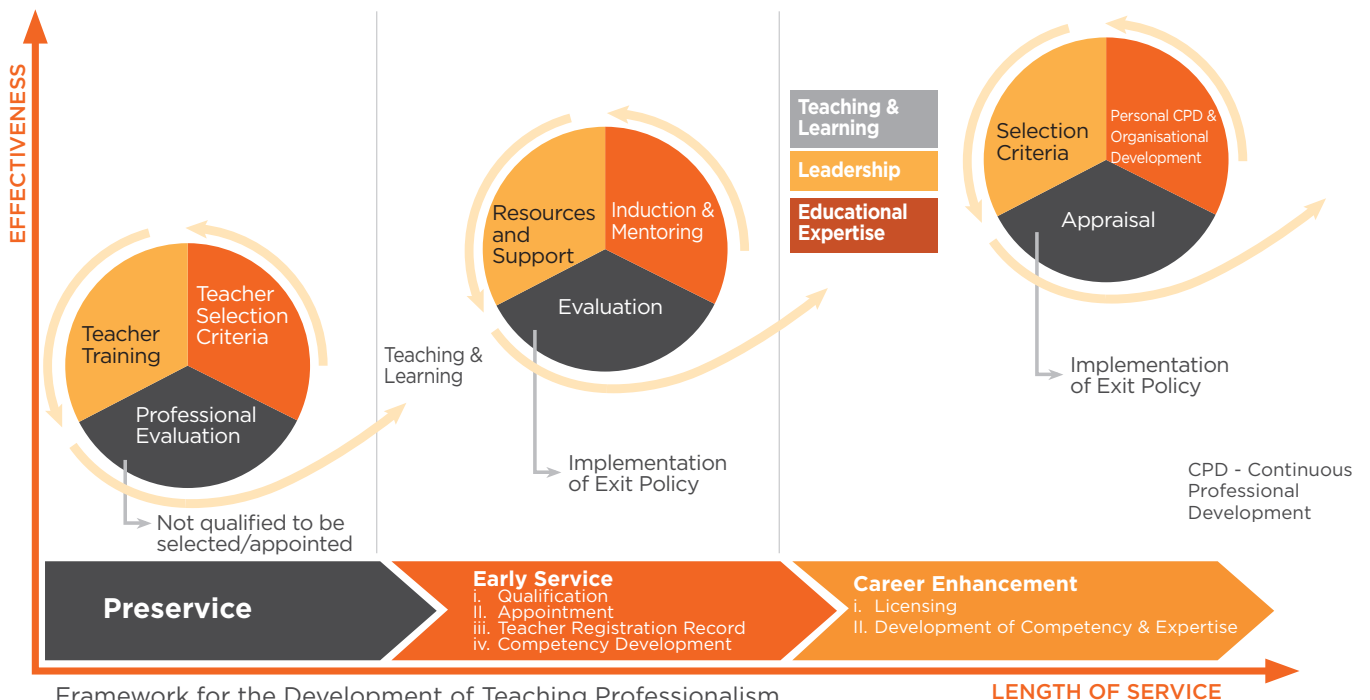 EFFECTIVENESS
Teacher
Selection
Criteria
Teacher
Training
Professional
Evaluation
Not qualified to be
selected/appointed
Teaching &
Learning
Resources
and
Support
Induction &
Mentoring
Evaluation
Implementation
of Exit Policy
Teaching &
Learning
Leadership
Educational
Expertise
Selection
Criteria
Personal CPD &
Organisational
Development
Appraisal
Implementation
of Exit Policy
CPD - Continuous
Professional
Development
Preservice
Early Service
i. Qualification
II. Appointment
iii. Teacher Registration Record
iv. Competency Development
Career Enhancement
i. Licensing
II. Development of Competency & Expertise
LENGTH OF SERVICE
Framework for the Development of Teaching Professionalism